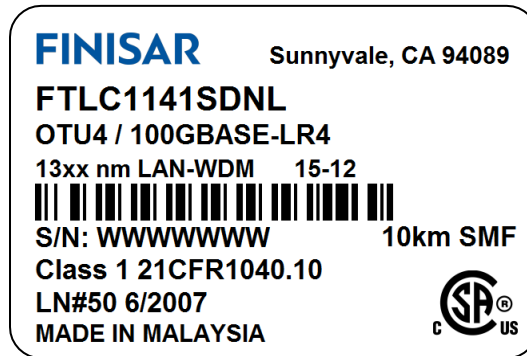 FINISAR Sunnyvale, CA 94089
FTLC1141SDNL
OTU4 / 100GBASE-LR4
13xx nm LAN-WDM 15-12
S/N: WWWWWWW 10km SMF
Class 1 21CFR1040.10
LN#50 6/2007
MADE IN MALAYSIA
C SA ® US